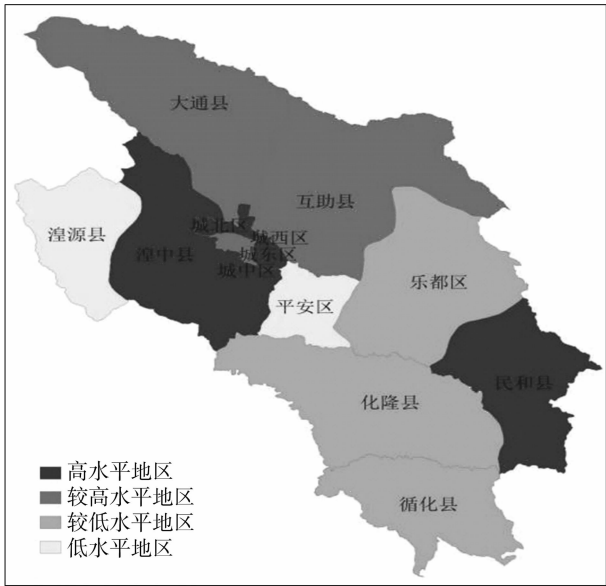 大通县
互助县
城北区
湟源县
城西区
湟中县
城东区
城中区
乐都区
平安区
民和县
化隆县
循化县
高水平地区
较高水平地区
较低水平地区
低水平地区